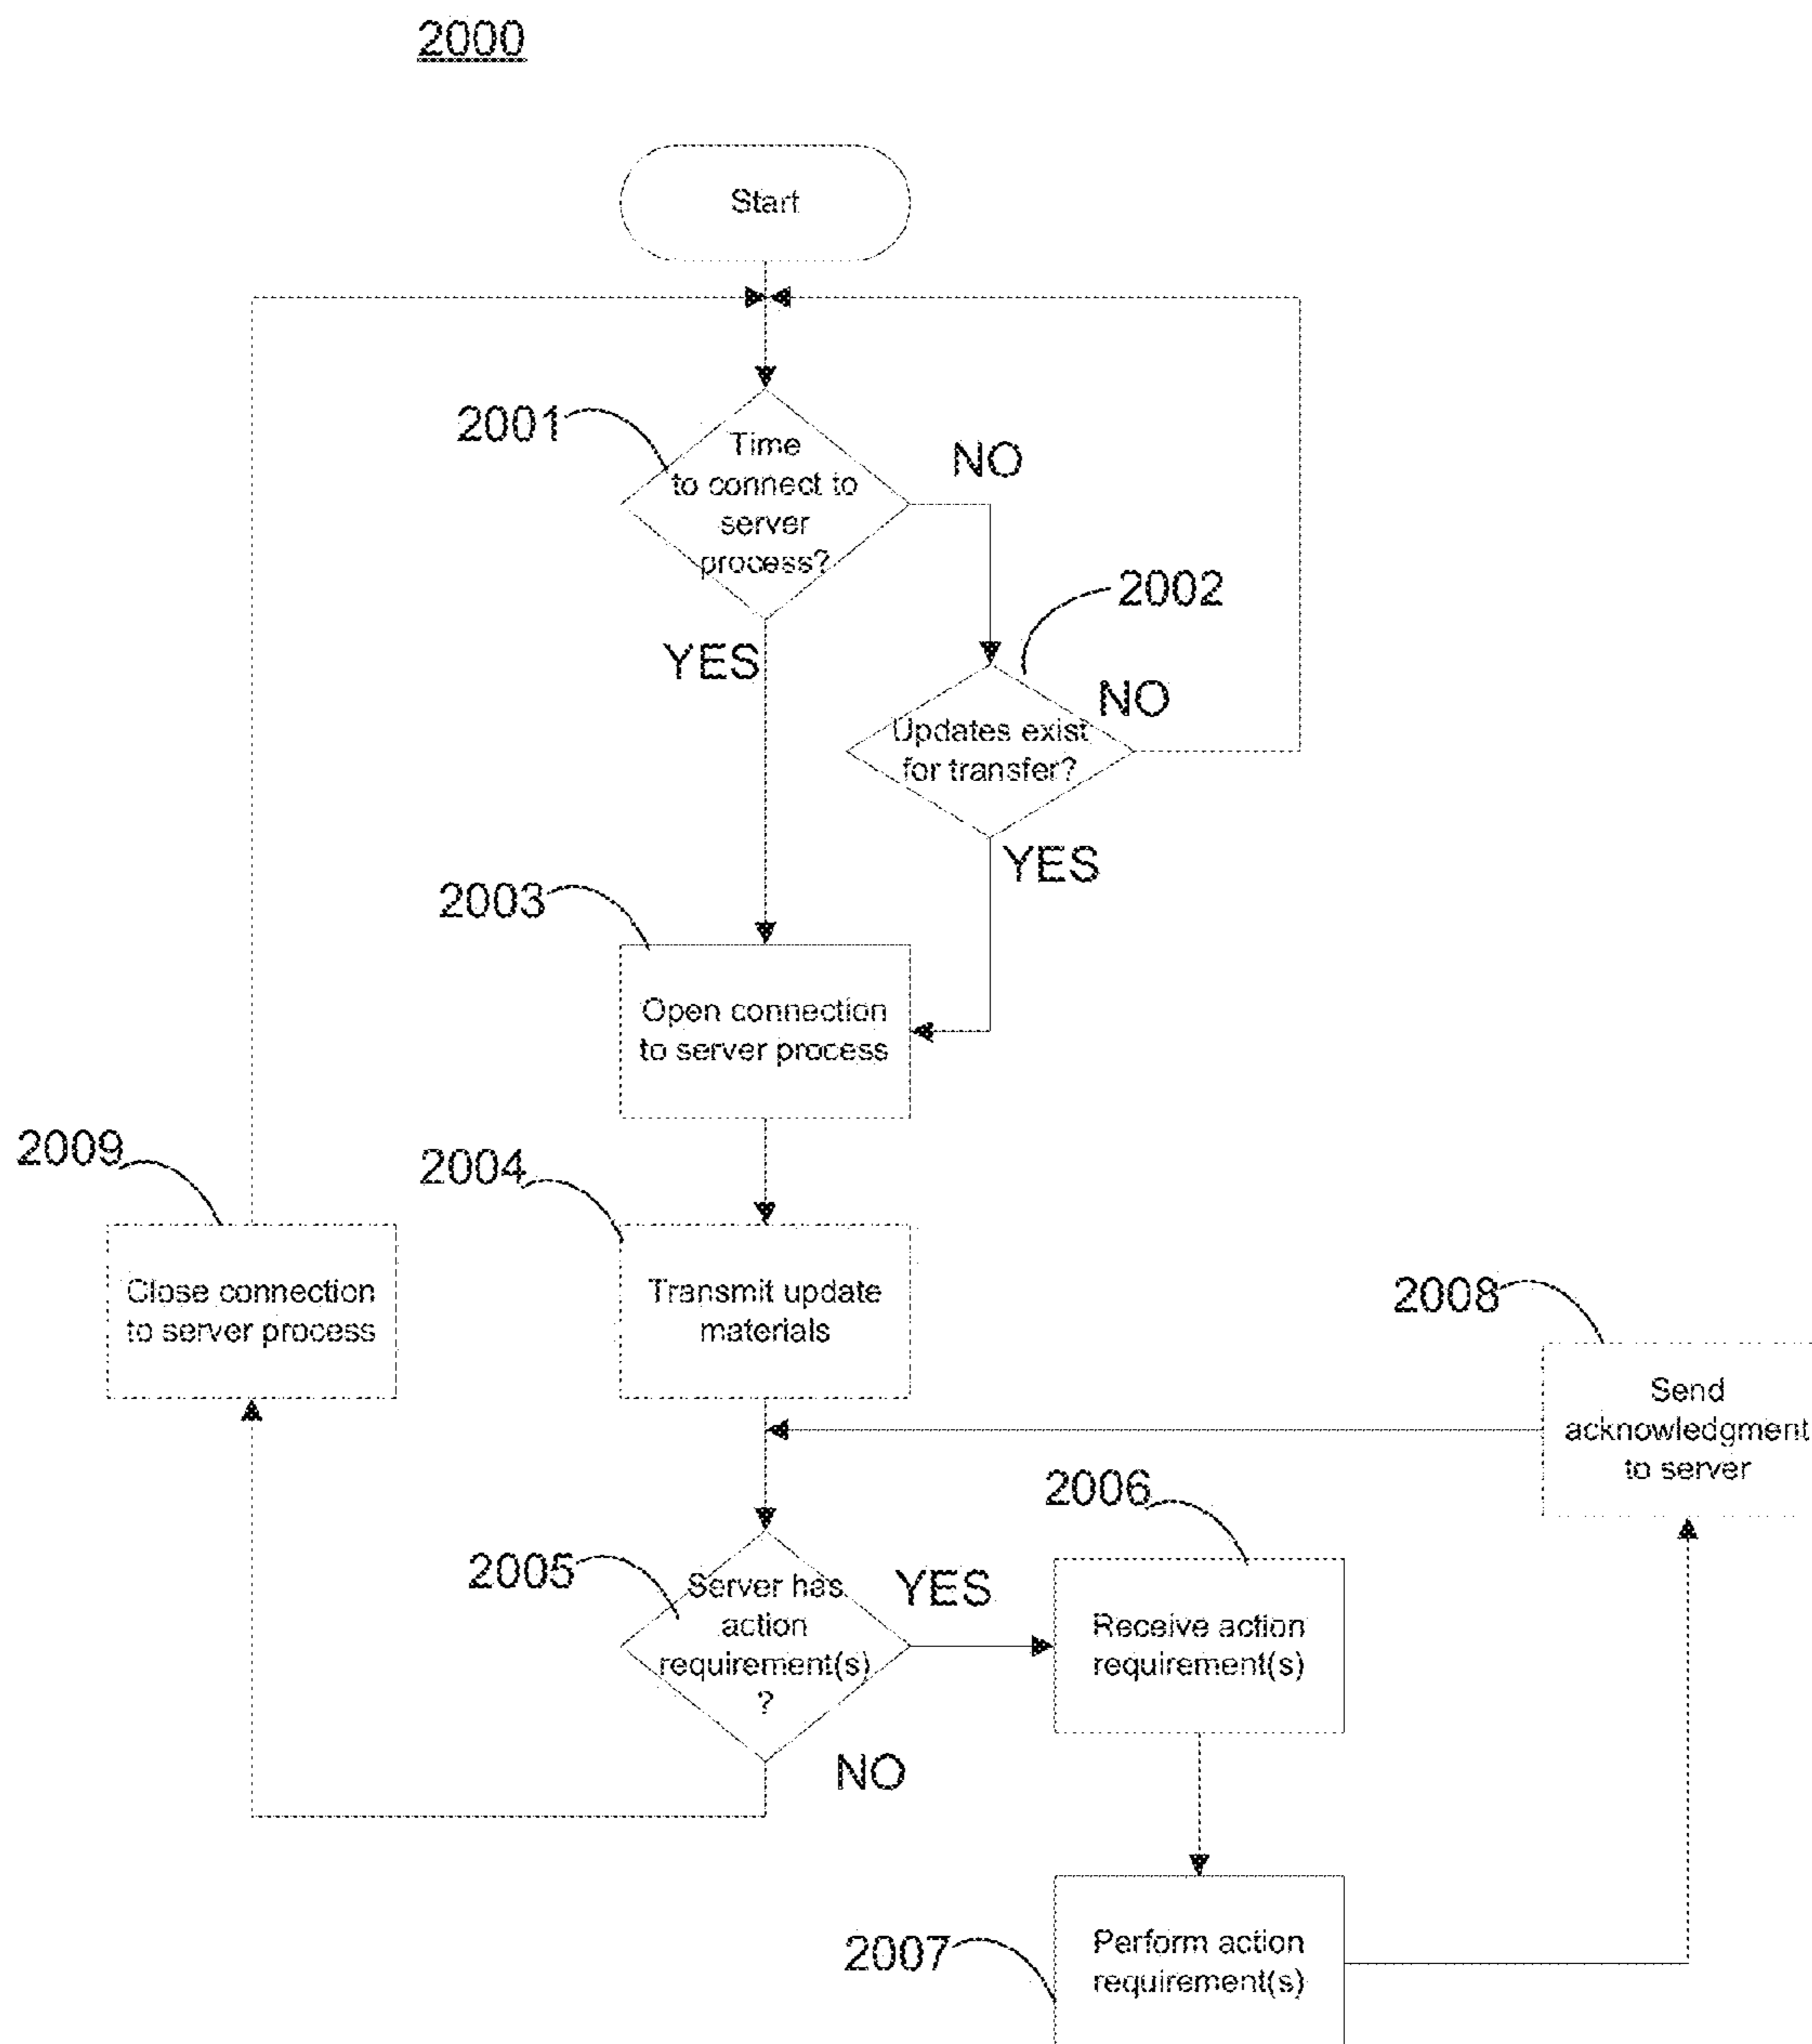 2000
Start
2001
Time
to connect to
server
process?
NO
2002
YES
Updates exist
for transfer?
NO
YES
2003
Open connection
to server process
2009
2004
Close connection
to server process
Transmit update
materials
2008
Send
acknowledgment
to server
2006
2005
Server has
action
requirement(s)
?
YES
Receive action
requirement(s)
NO
2007
Perform action
requirement(s)